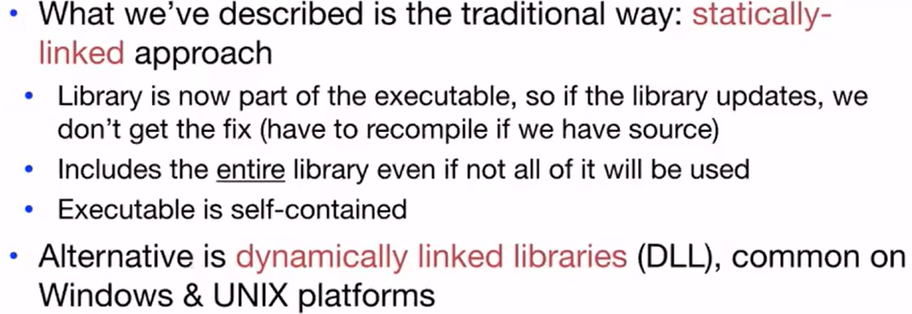 • What we've described is the traditional way: statically-
linked approach
• Library is now part of the executable, so if the library updates, we
don't get the fix (have to recompile if we have source)
• Includes the entire library even if not all of it will be used
• Executable is self-contained
• Alternative is dynamically linked libraries (DLL), common on
Windows & UNIX platforms